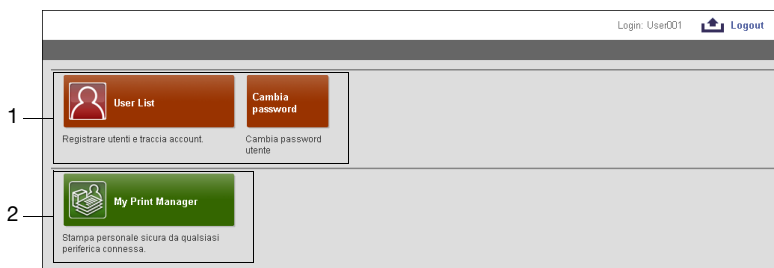 Login: User001 Logout
1
User List
Cambia
password
Registrare utenti e traccia account.
Cambia password
utente
2
My Print Manager
Stampa personale sicura da qualsiasi
periferica connessa.